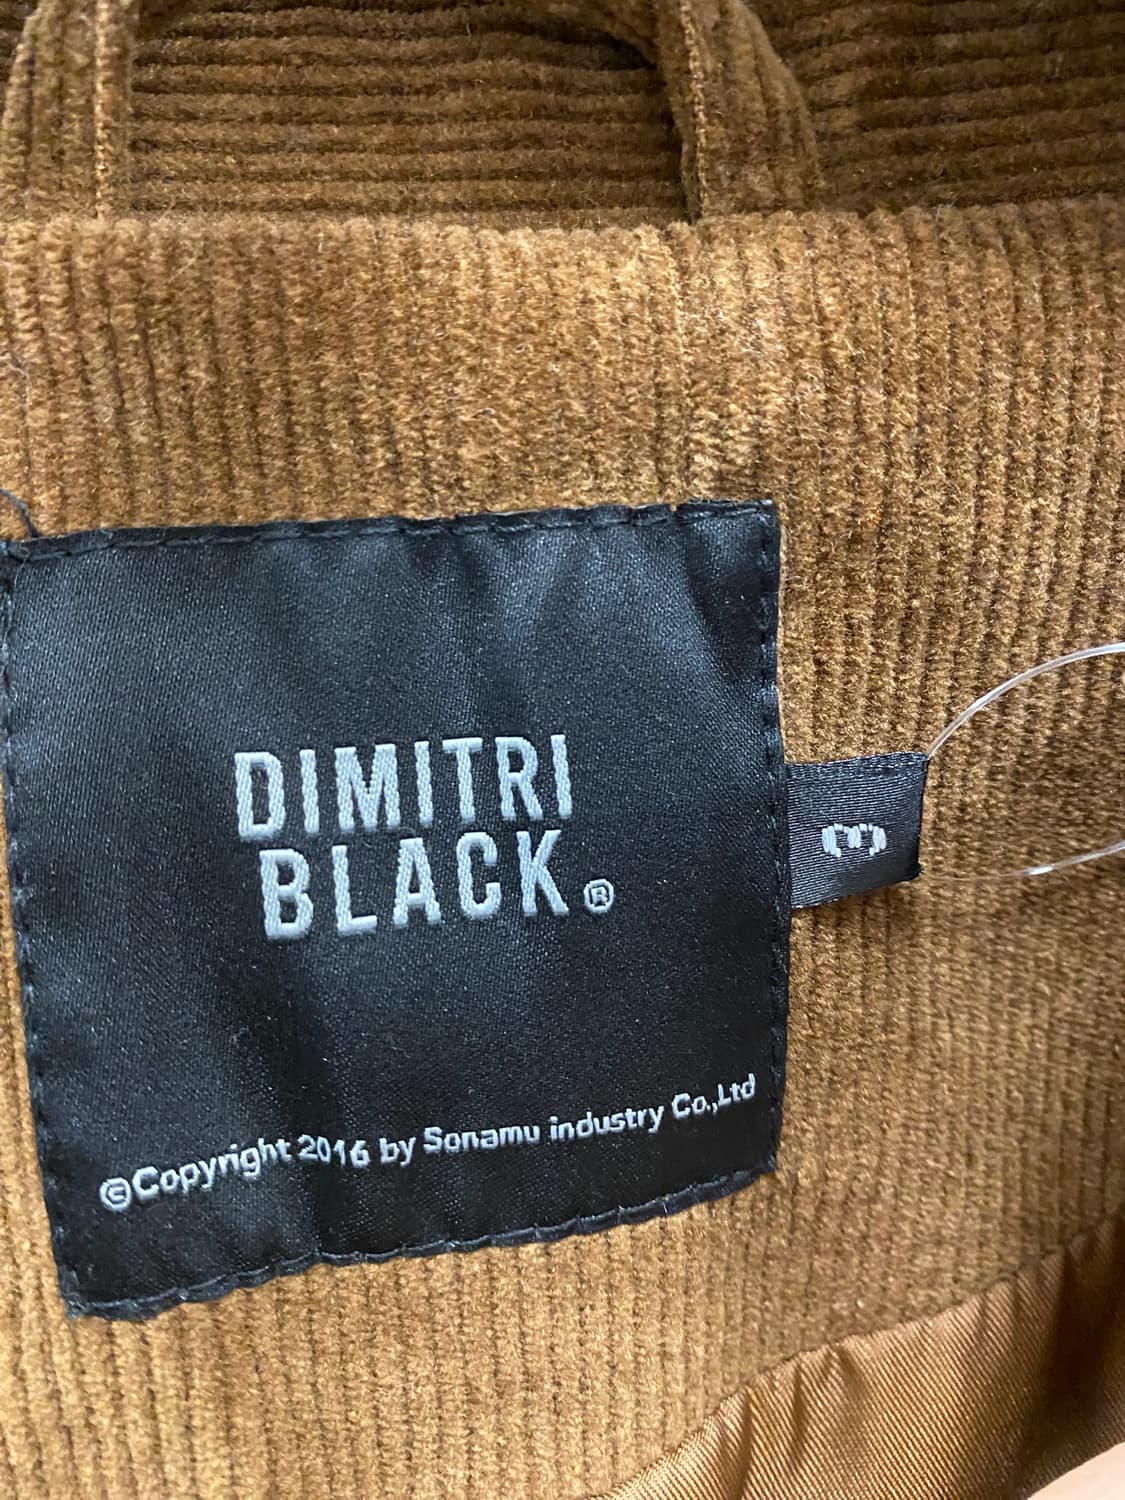 DIMITRI
BLACK.®
©Copyright 2016 by Sonamu industry Co.,Ltd